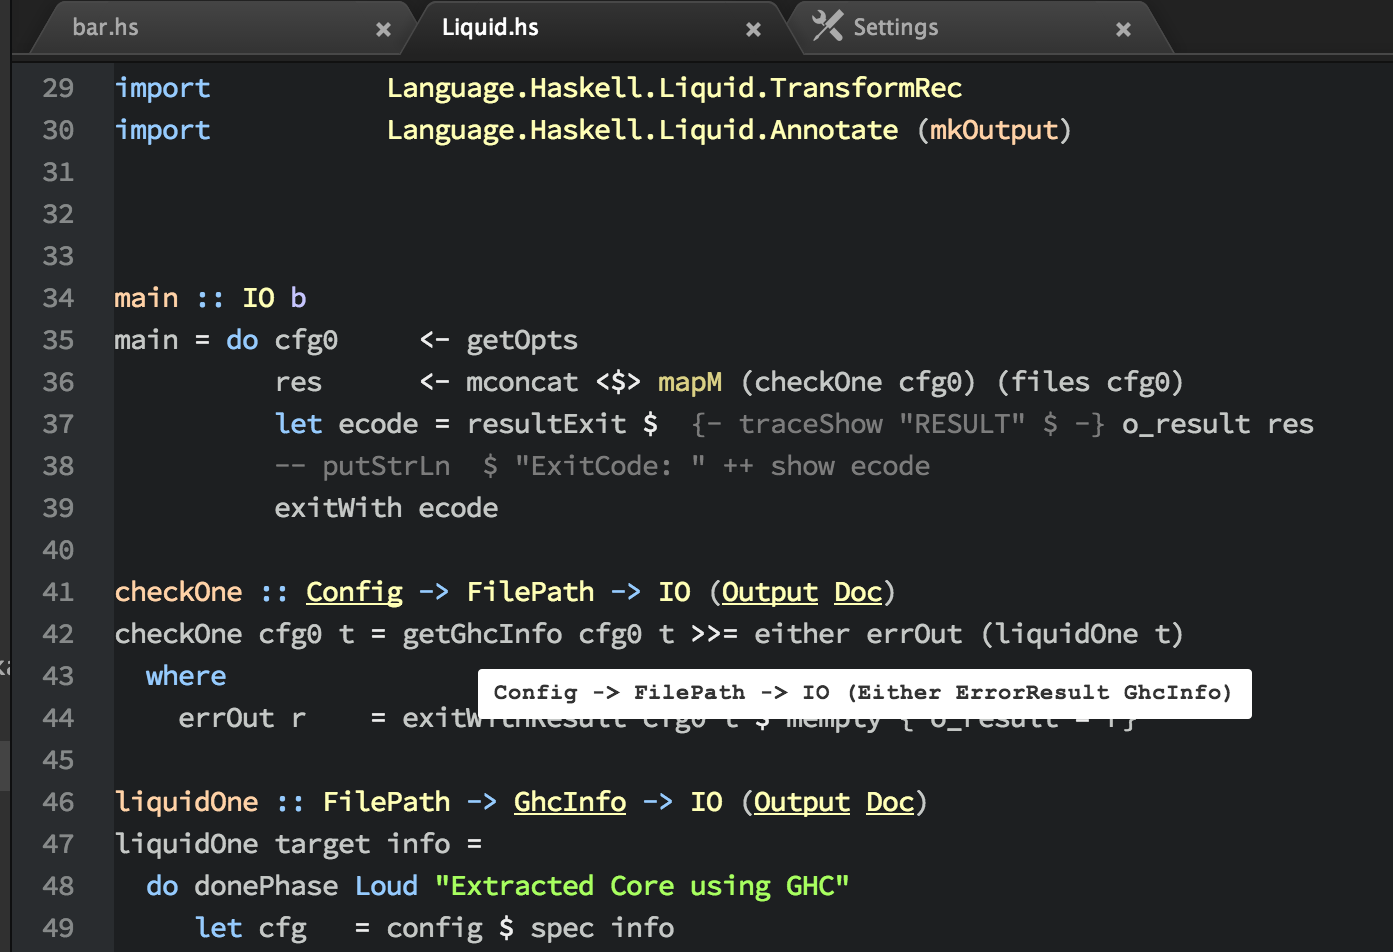 bar.hs × Liquid.hs × Settings ×
29 import Language.Haskell.Liquid.TransformRec
30 import Language.Haskell.Liquid.Annotate (mkOutput)
31
32
33
34 main :: IO b
35 main = do cfg0 <- getOpts
36 res <- mconcat <$> mapM (checkOne cfg0) (files cfg0)
37 let ecode = resultExit $ {- traceShow "RESULT" $ -} o_result res
38 -- putStrLn $ "ExitCode: " ++ show ecode
39 exitWith ecode
40
41 checkOne :: Config -> FilePath -> IO (Output Doc)
42 checkOne cfg0 t = getGhcInfo cfg0 t >>= either errOut (liquidOne t)
43 where
Config -> FilePath -> IO (Either ErrorResult GhcInfo)
44 errOut r = exitWithResult cfg0 t $ mempty { o_result = r}
45
46 liquidOne :: FilePath -> GhcInfo -> IO (Output Doc)
47 liquidOne target info =
48 do donePhase Loud "Extracted Core using GHC"
49 let cfg = config $ spec info